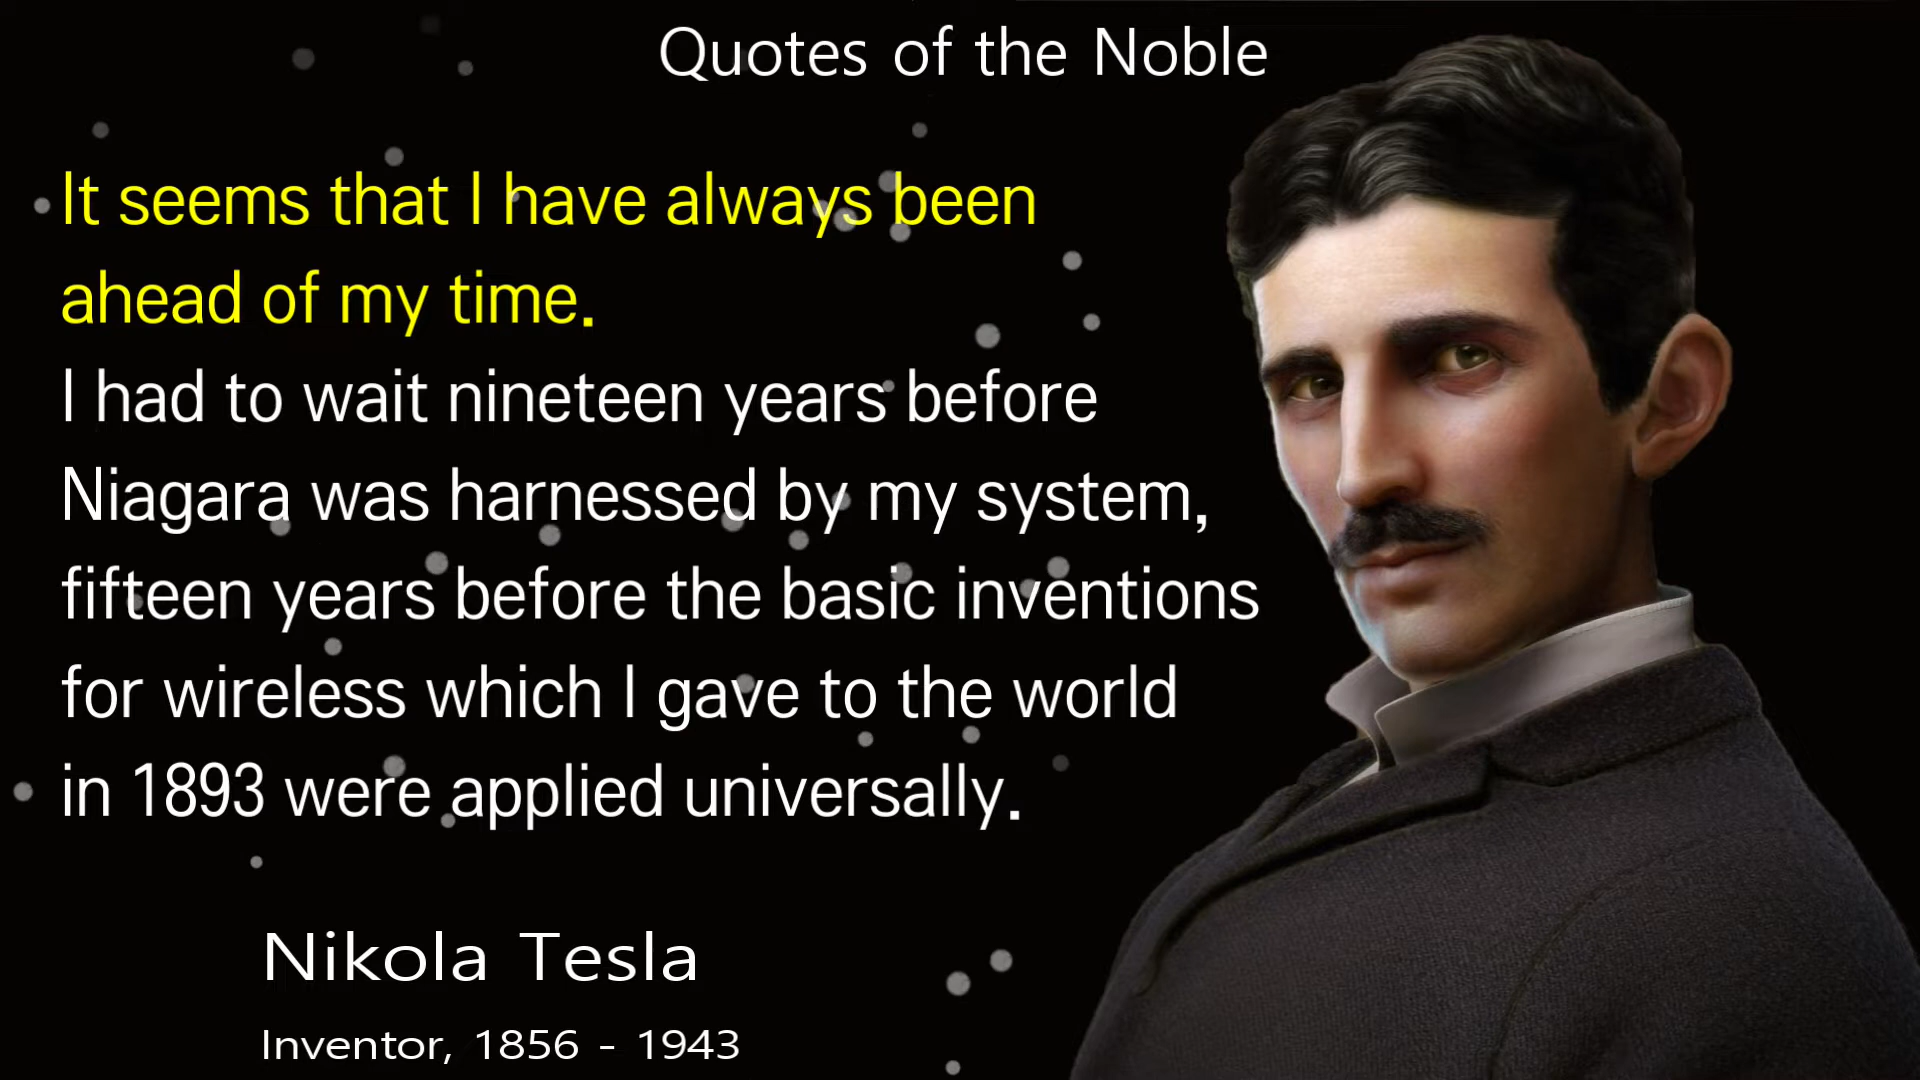 Quotes of the Noble
It seems that I have always been
ahead of my time.
I had to wait nineteen years before
Niagara was harnessed by my system,
fifteen years before the basic inventions
for wireless which I gave to the world
in 1893 were applied universally.
Nikola Tesla
Inventor, 1856 - 1943